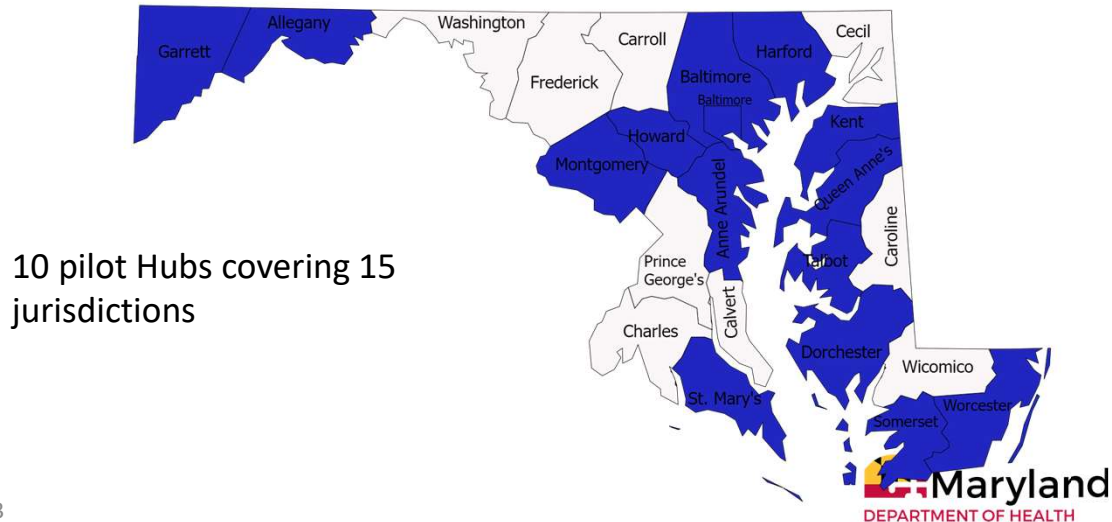 Garrett
Allegany
Washington
Frederick
Carroll
Baltimore
Baltimore
Harford
Cecil
Howard
Montgomery
Anne Arundel
Kent
Queen Anne's
Caroline
Talbot
Prince
George's
Calvert
Charles
St. Mary's
Dorchester
Wicomico
Somerset
Worcester
10 pilot Hubs covering 15
jurisdictions
Maryland
DEPARTMENT OF HEALTH